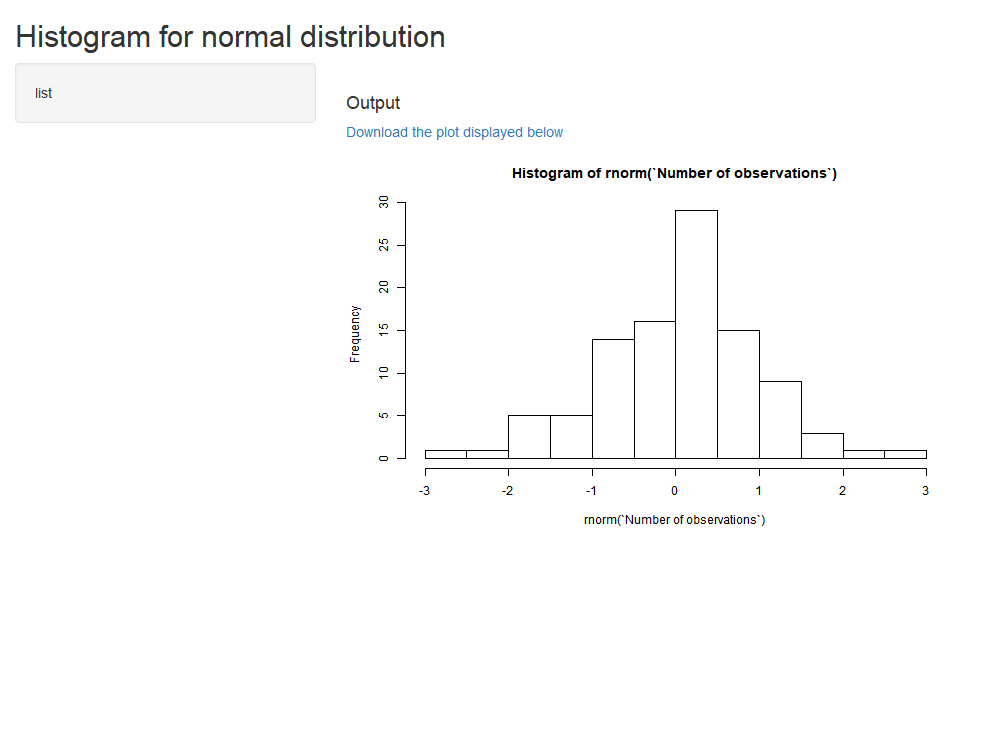 Histogram for normal distribution
list
Output
Download the plot displayed below
Histogram of rnorm(`Number of observations`)
30
25
20
15
10
5
0
Frequency
-3 -2 -1 0 1 2 3
rnorm(`Number of observations`)